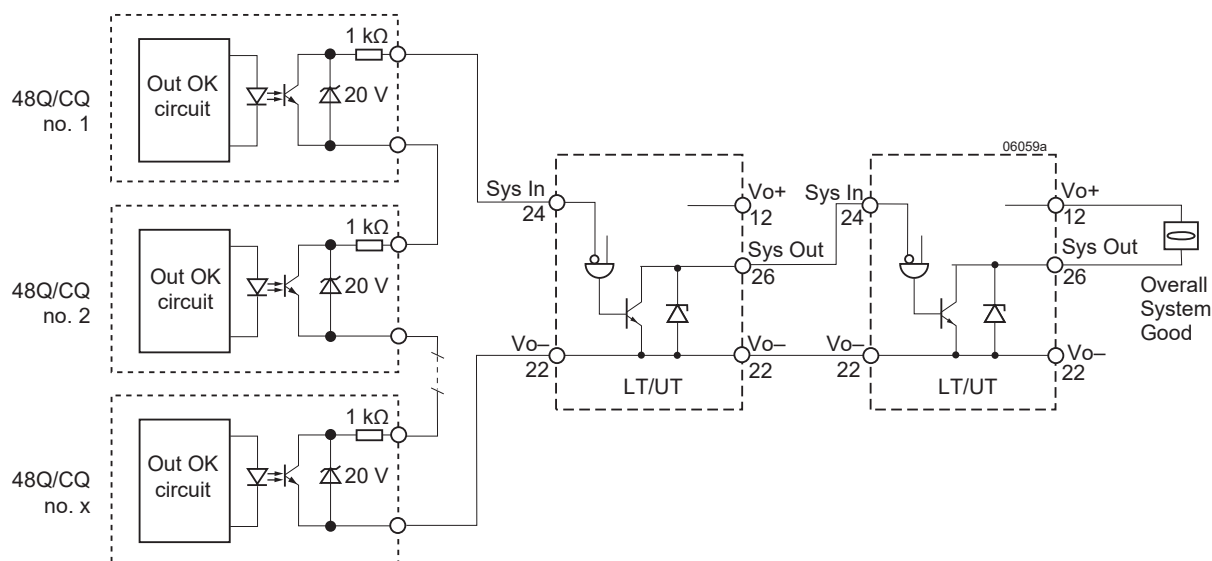 48Q/CQ
no. 1
Out OK
circuit
1 kΩ
20 V
48Q/CQ
no. 2
Out OK
circuit
1 kΩ
20 V
48Q/CQ
no. x
Out OK
circuit
1 kΩ
20 V
Sys In
24
Vo+
12
Sys Out
26
Vo–
22
Vo–
22
LT/UT
06059a
Sys In
24
Vo+
12
Sys Out
26
Vo–
22
Vo–
22
LT/UT
Overall
System
Good